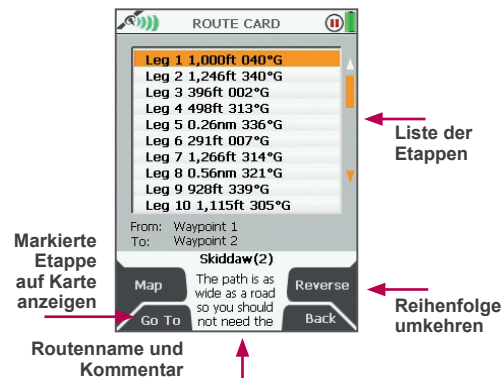 ROUTE CARD
Leg 1 1,000ft 040°G
Leg 2 1,246ft 340°G
Leg 3 396ft 002°G
Leg 4 498ft 313°G
Leg 5 0.26nm 336°G
Leg 6 291ft 007°G
Leg 7 1,266ft 314°G
Leg 8 0.56nm 321°G
Leg 9 928ft 339°G
Leg 10 1,115ft 305°G
Liste der
Etappen
From: Waypoint 1
To: Waypoint 2
Skiddaw(2)
Map
The path is as
wide as a road
so you should
not need the
Reverse
Go To
Back
Markierte
Etappe
auf Karte
anzeigen
Reihenfolge
umkehren
Routenname und
Kommentar